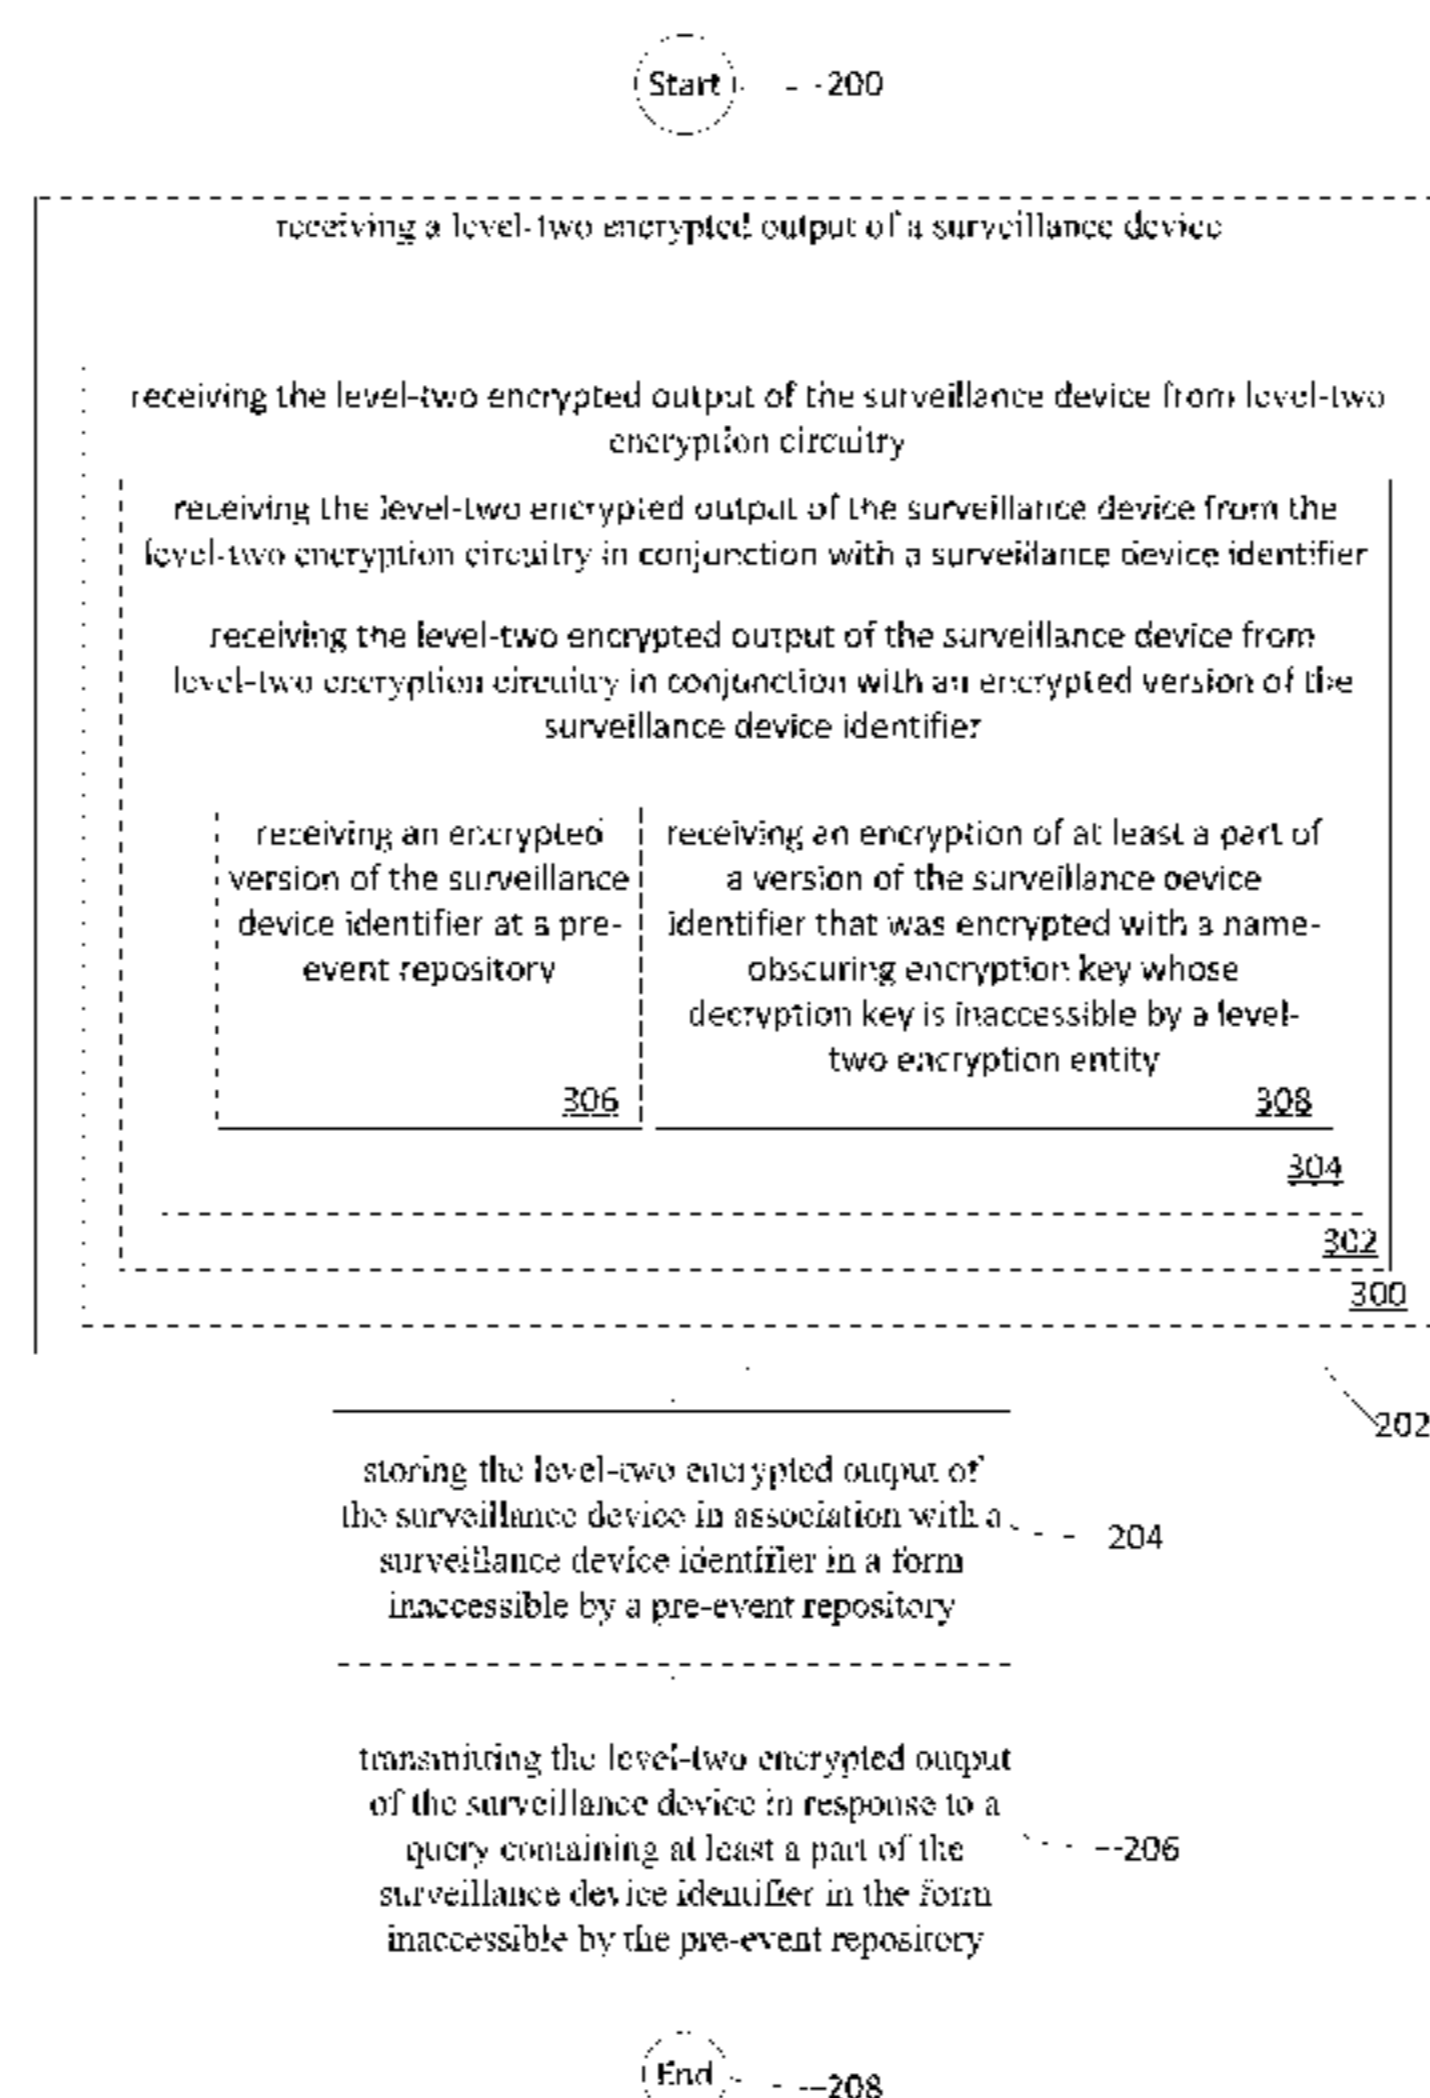 Start
200
receiving a level-two encrypted output of a surveillance device
receiving the level-two encrypted output of the surveillance device from level-two
encryption circuitry
receiving the level-two encrypted output of the surveillance device from the
level-two encryption circuitry in conjunction with a surveillance device identifier
receiving the level-two encrypted output of the surveillance device from
level-two encryption circuitry in conjunction with an encrypted version of the
surveillance device identifier
receiving an encrypted
version of the surveillance
device identifier at a pre-
event repository
306
receiving an encryption of at least a part of
a version of the surveillance device
identifier that was encrypted with a name-
obscuring encryption key whose
decryption key is inaccessible by a level-
two encryption entity
308
304
302
300
202
storing the level-two encrypted output of
the surveillance device in association with a
surveillance device identifier in a form
inaccessible by a pre-event repository
204
transmitting the level-two encrypted output
of the surveillance device in response to a
query containing at least a part of the
surveillance device identifier in the form
inaccessible by the pre-event repository
206
End
208